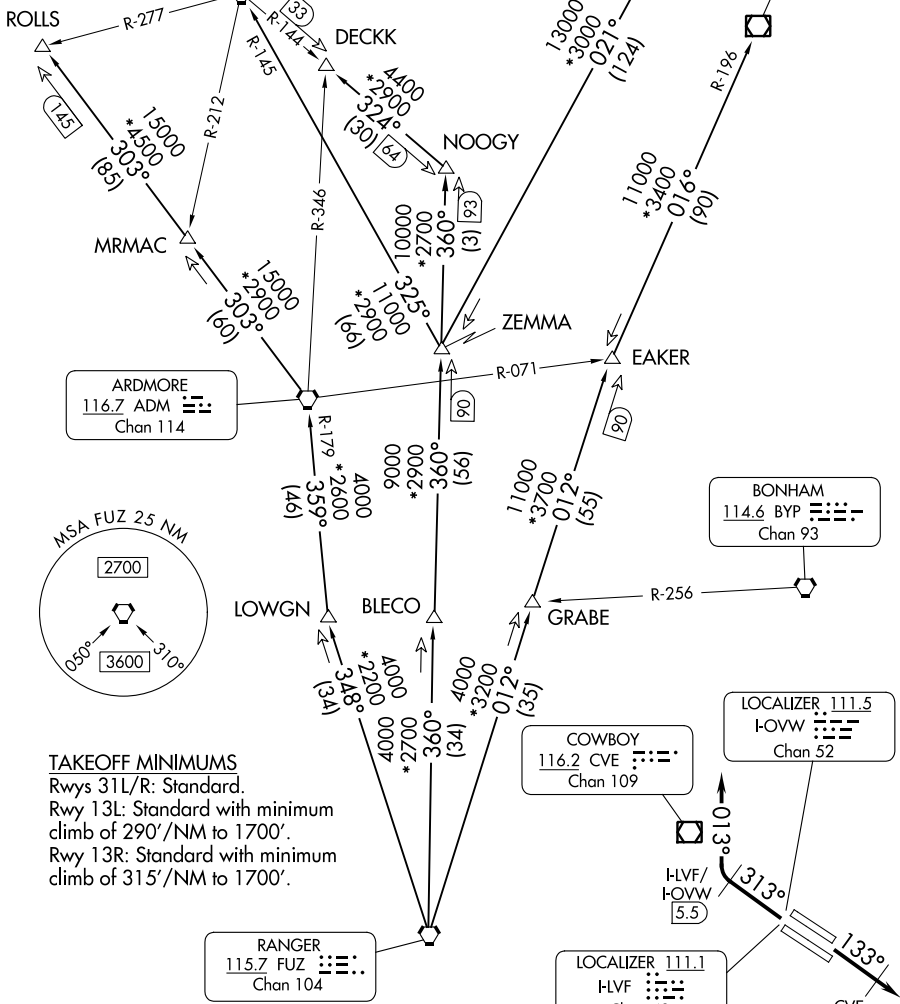 ROLLS
R-277
33
R-144
DECKK
R-145
13000
*3000
021°
(124)
R-196
145
15000
*4500
303°
(85)
R-212
4400
*2900
324°
(30)
64
NOOGY
93
R-346
10000
*2700
360°
(3)
11000
*3400
016°
(90)
MRMAC
15000
*2900
303°
(60)
325°
11000
*2900
(66)
ZEMMA
EAKER
R-071
ARDMORE
116.7 ADM
Chan 114
90
90
R-179
4000
*2600
359°
(46)
9000
*2900
360°
(56)
11000
*3700
012°
(55)
BONHAM
114.6 BYP
Chan 93
MSA FUZ 25 NM
2700
050°
3600
310°
LOWGN
BLECO
GRABE
R-256
4000
*2200
348°
(34)
4000
*2700
360°
(34)
4000
*3200
012°
(35)
LOCALIZER 111.5
I-OVW
Chan 52
COWBOY
116.2 CVE
Chan 109
TAKEOFF MINIMUMS
Rwys 31L/R: Standard.
Rwy 13L: Standard with minimum
climb of 290'/NM to 1700'.
Rwy 13R: Standard with minimum
climb of 315'/NM to 1700'.
013°
I-LVF/
I-OVW
5.5
313°
133°
RANGER
115.7 FUZ
Chan 104
LOCALIZER 111.1
I-LVF
CVE